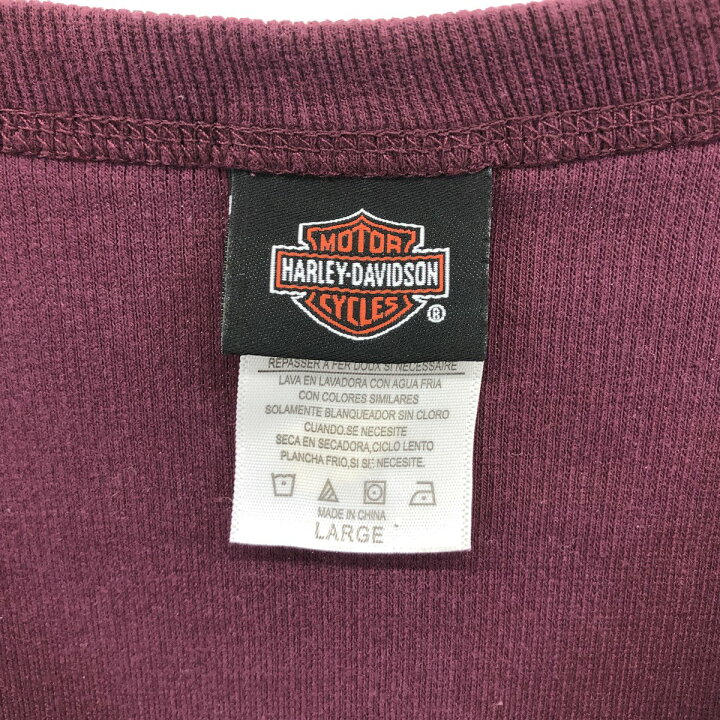 MOTOR
HARLEY-DAVIDSON
CYCLES
®
REPASSER A FER DOUX SI NECESSAIRE
LAVA EN LAVADORA CON AGUA FRIA
CON COLORES SIMILARES
SOLAMENTE BLANQUEADOR SIN CLORO
CUANDO.SE NECESITE
SECA EN SECADORA,CICLO LENTO
PLANCHA FRIO,SI SE NECESITE.
MADE IN CHINA
LARGE